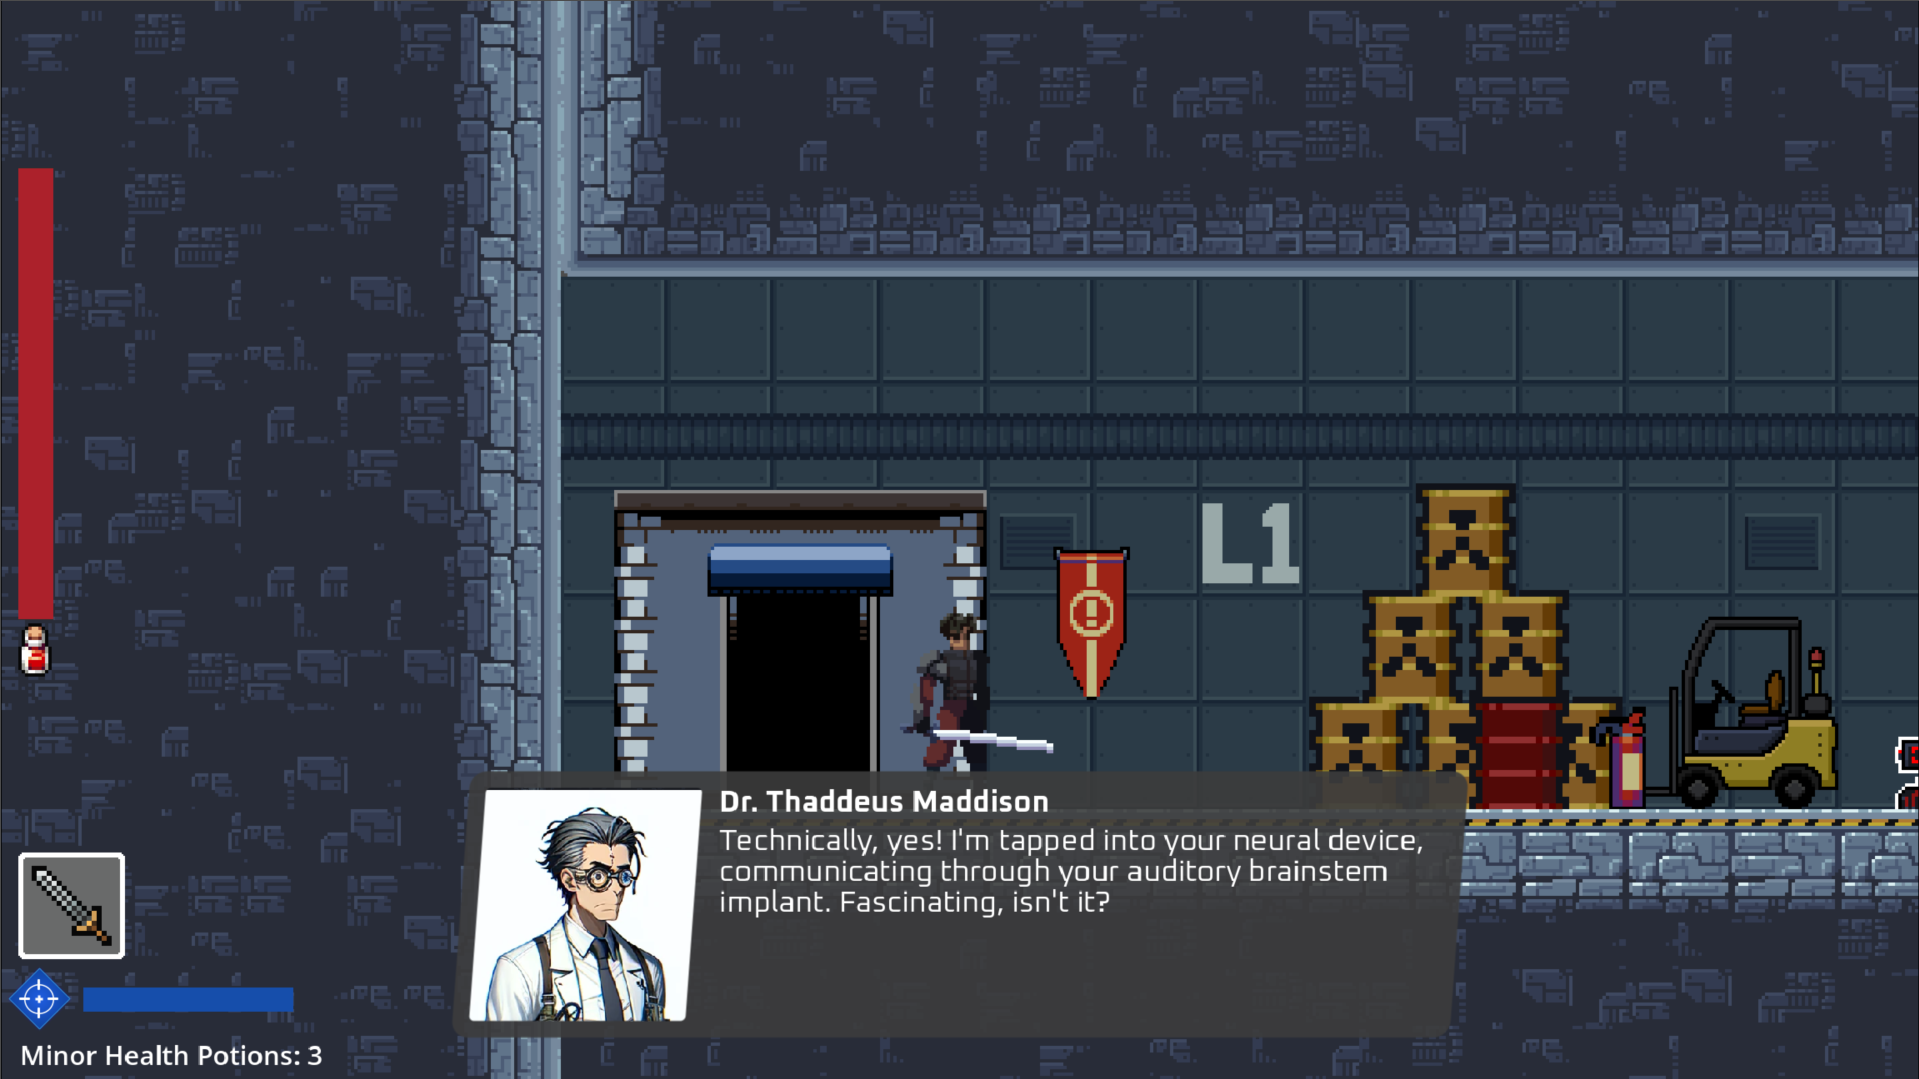 L1
Dr. Thaddeus Maddison
Technically, yes! I'm tapped into your neural device,
communicating through your auditory brainstem
implant. Fascinating, isn't it?
Minor Health Potions: 3